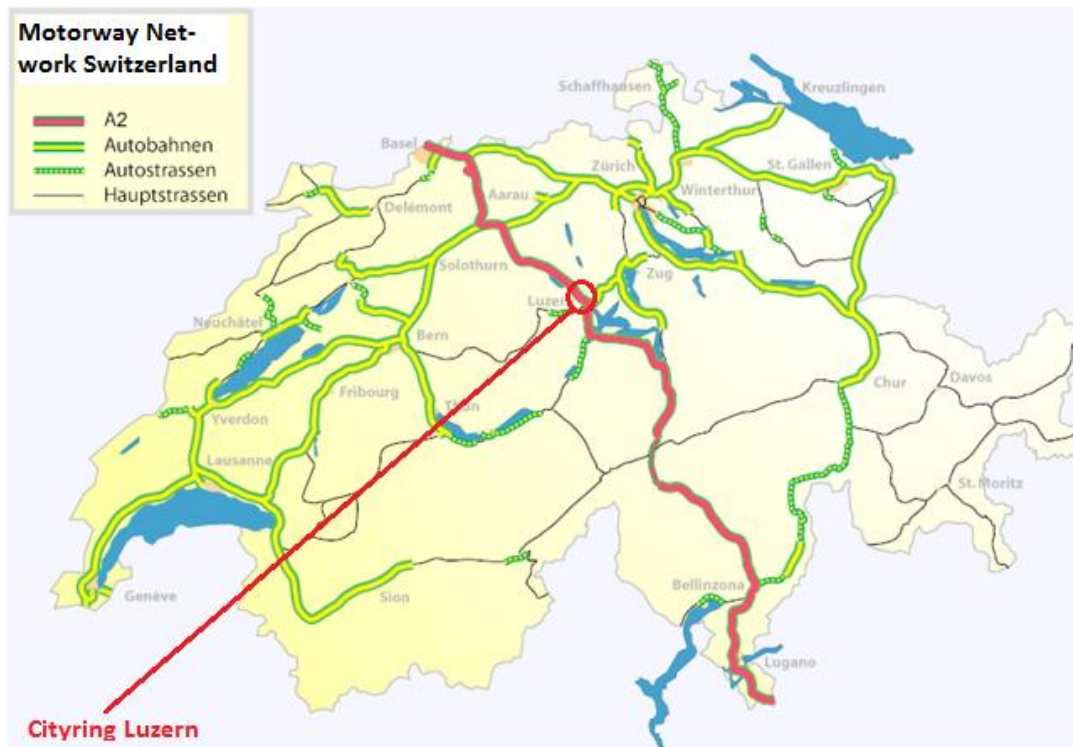 Motorway Net-
work Switzerland
A2
Autobahnen
Autostrassen
Hauptstrassen
Schaffhausen
Kreuzlingen
Basel
Zürich
St. Gallen
Aarau
Winterthur
Delémont
Solothurn
Zug
Luzer
Neuchâtel
Bern
Chur
Davos
Fribourg
Thun
Yverdon
Lausanne
St. Moritz
Bellinzona
Genève
Sion
Lugano
Cityring Luzern